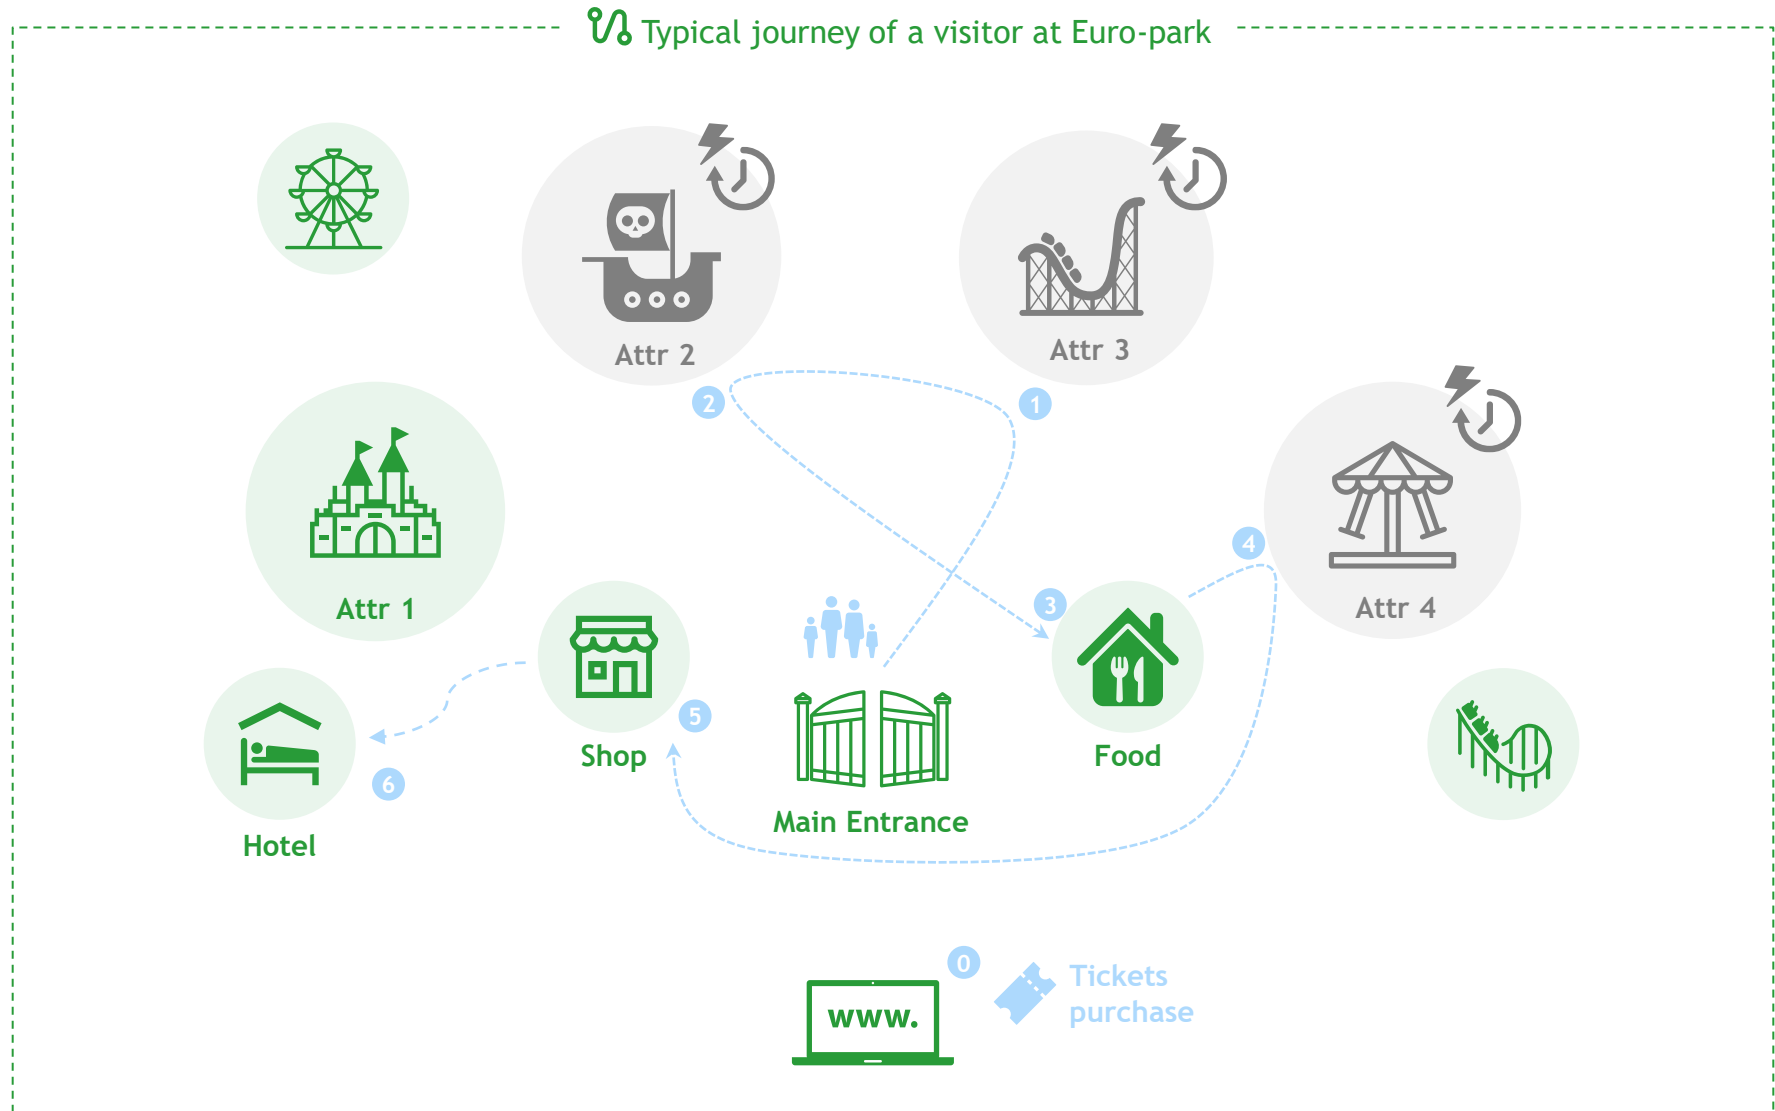 Typical journey of a visitor at Euro-park
Attr 2
Attr 3
2
1
4
Attr 1
Attr 4
3
5
Shop
Food
6
Main Entrance
Hotel
0
Tickets
purchase
www.